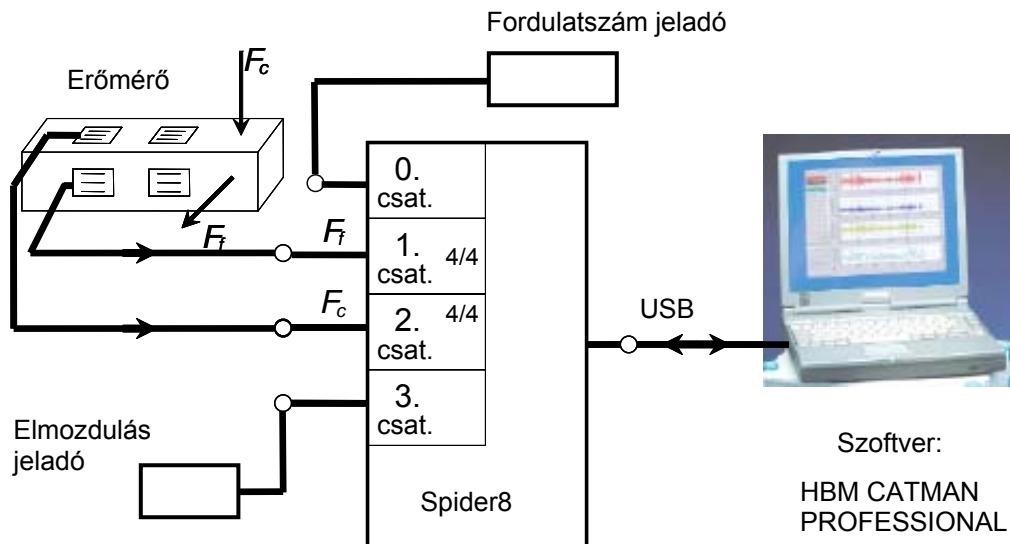 Fordulatszám jeladó
Erőmérő
Fc
0.
csat.
Ff
Ff
1.
csat.
4/4
Fc
2.
csat.
4/4
USB
3.
csat.
Elmozdulás
jeladó
Spider8
Szoftver:
HBM CATMAN
PROFESSIONAL